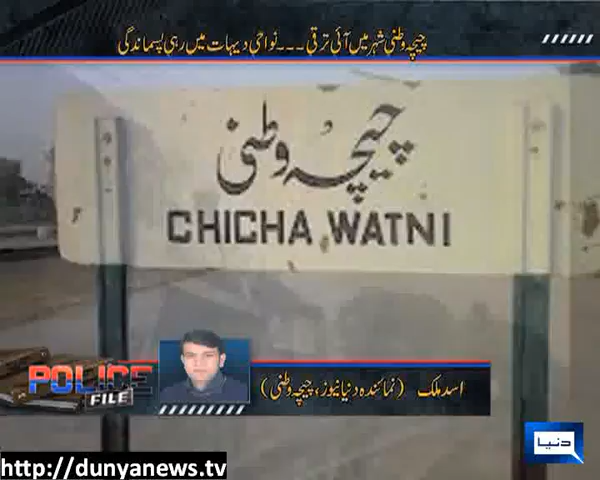 چیچہ وطنی شہر میں آئی ترقی ۔۔۔ نواحی دیہات میں رہی پسماندگی
چیچہ وطنی
CHICHA WATNI
POLICE
FILE
اسد ملک (نمائندہ دنیا نیوز، چیچہ وطنی)
دنیا
http://dunyanews.tv